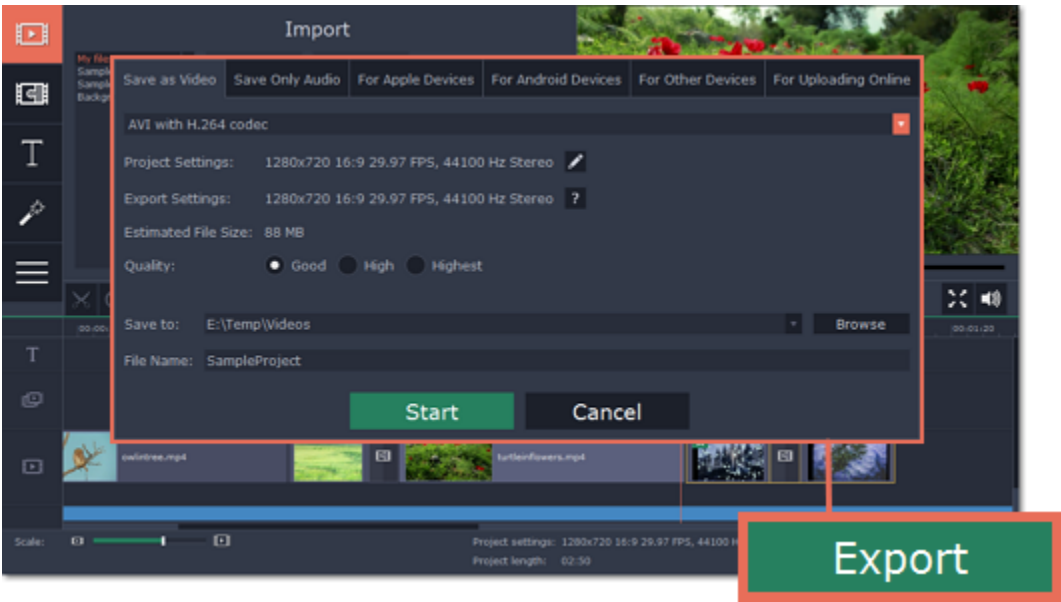 Import
My files
Save as Video
Save Only Audio
For Apple Devices
For Android Devices
For Other Devices
For Uploading Online
AVI with H.264 codec
Project Settings: 1280x720 16:9 29.97 FPS, 44100 Hz Stereo
Export Settings: 1280x720 16:9 29.97 FPS, 44100 Hz Stereo ?
Estimated File Size: 88 MB
Quality: Good High Highest
Save to: E:\Temp\Videos Browse
00:01:20
File Name: SampleProject
T
Start Cancel
owlintree.mp4
turtleinflowers.mp4
Scale:
Project settings: 1280x720 16:9 29.97 FPS, 44100 H
Project length: 02:50
Export